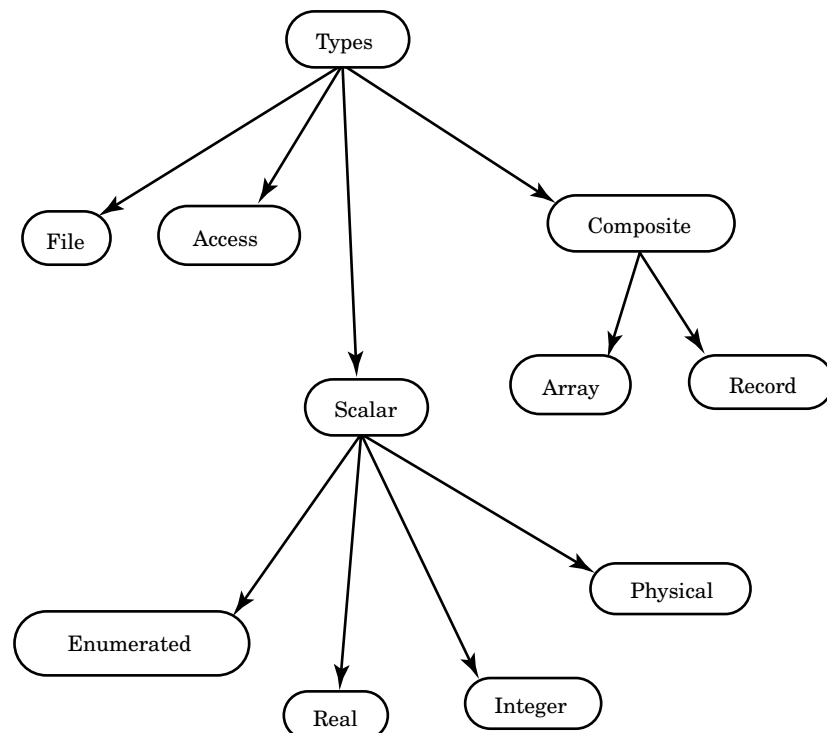 Types
File
Access
Composite
Array
Record
Scalar
Physical
Enumerated
Integer
Real